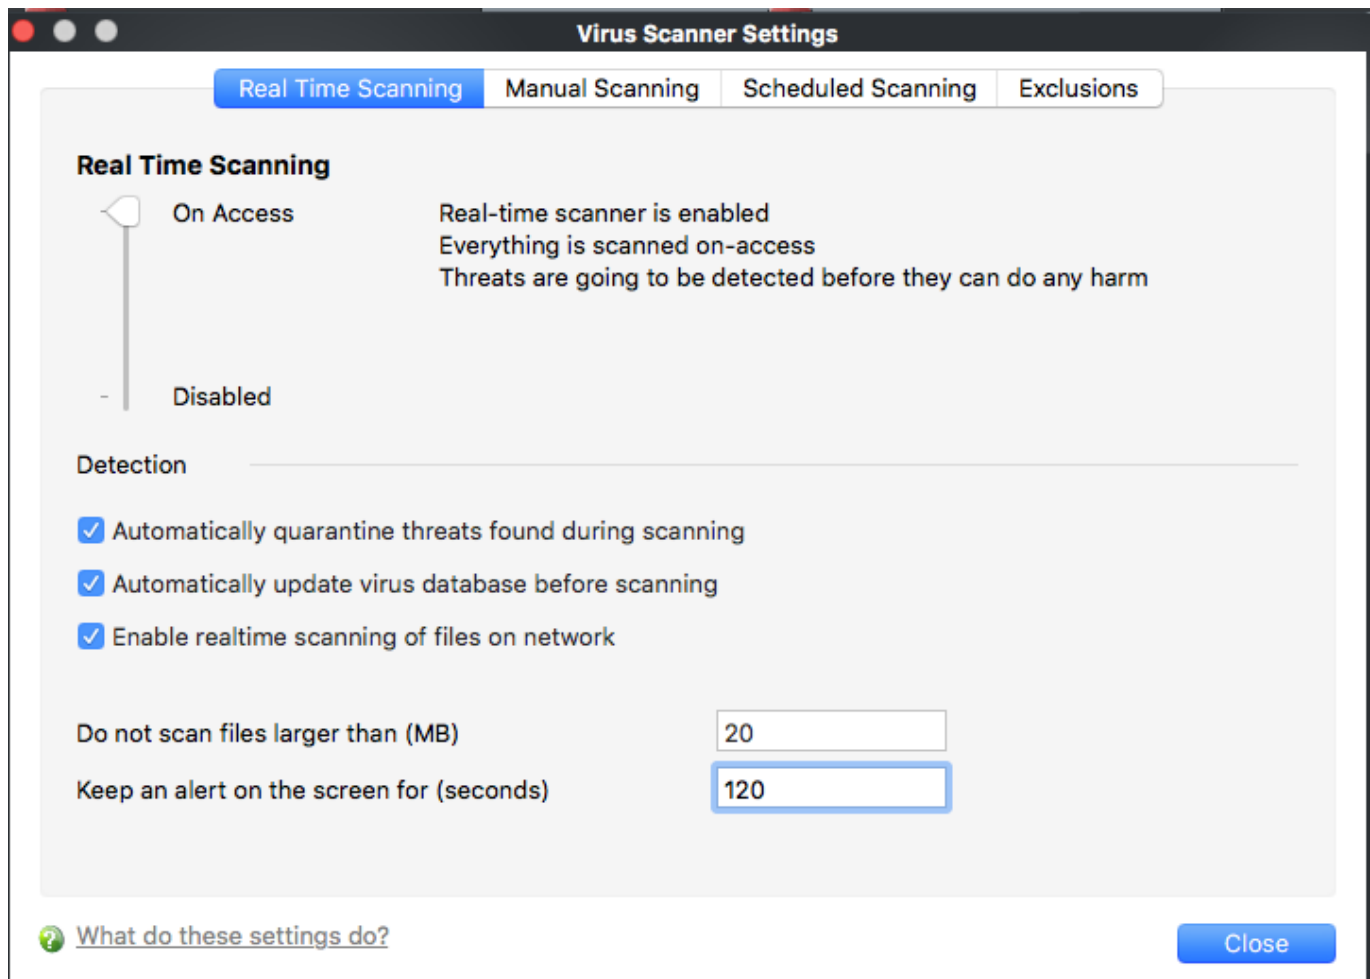 Virus Scanner Settings
Real Time Scanning Manual Scanning Scheduled Scanning Exclusions
Real Time Scanning
On Access Real-time scanner is enabled
Everything is scanned on-access
Threats are going to be detected before they can do any harm
Disabled
Detection
Automatically quarantine threats found during scanning
Automatically update virus database before scanning
Enable realtime scanning of files on network
Do not scan files larger than (MB) 20
Keep an alert on the screen for (seconds) 120
What do these settings do? Close